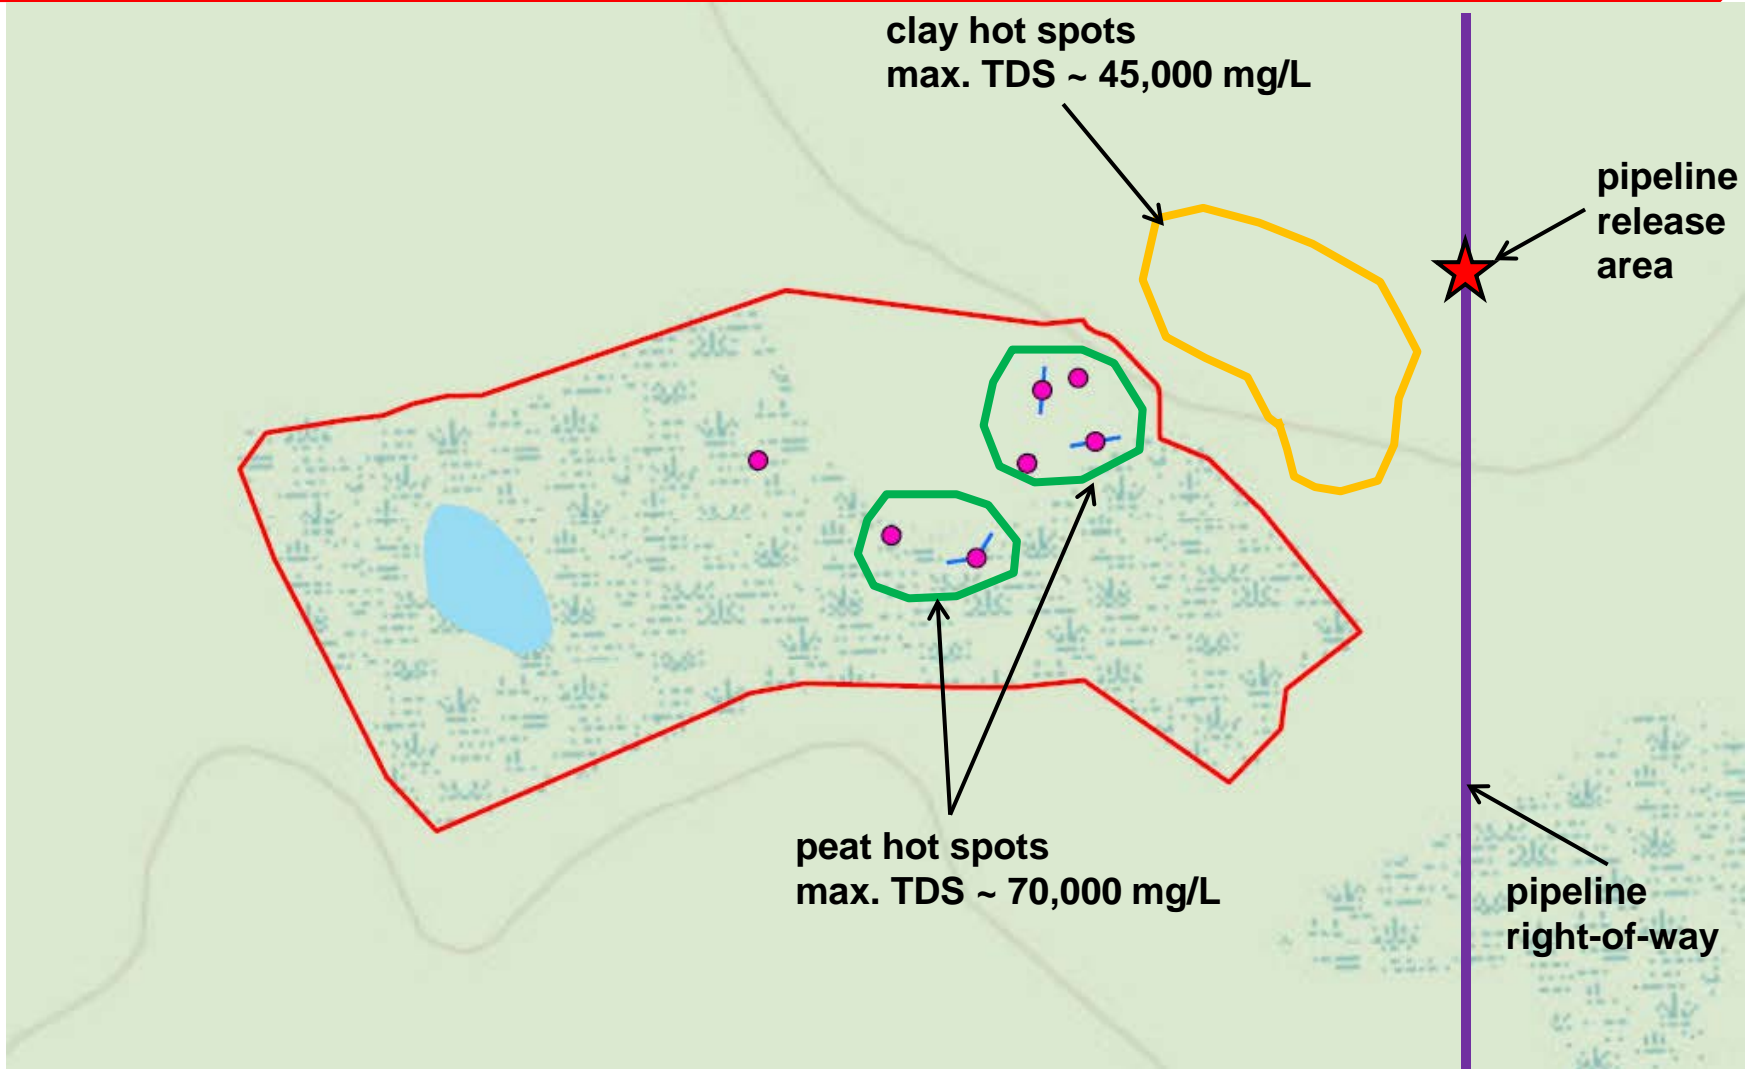 clay hot spots
max. TDS ~ 45,000 mg/L
pipeline
release
area
peat hot spots
max. TDS ~ 70,000 mg/L
pipeline
right-of-way